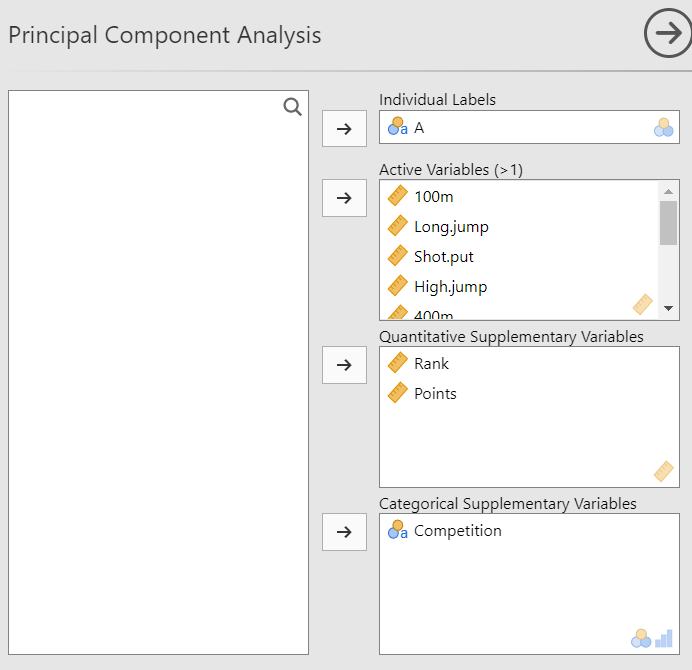 Principal Component Analysis
Individual Labels
a A
Active Variables (>1)
100m
Long.jump
Shot.put
High.jump
400m
Quantitative Supplementary Variables
Rank
Points
Categorical Supplementary Variables
a Competition